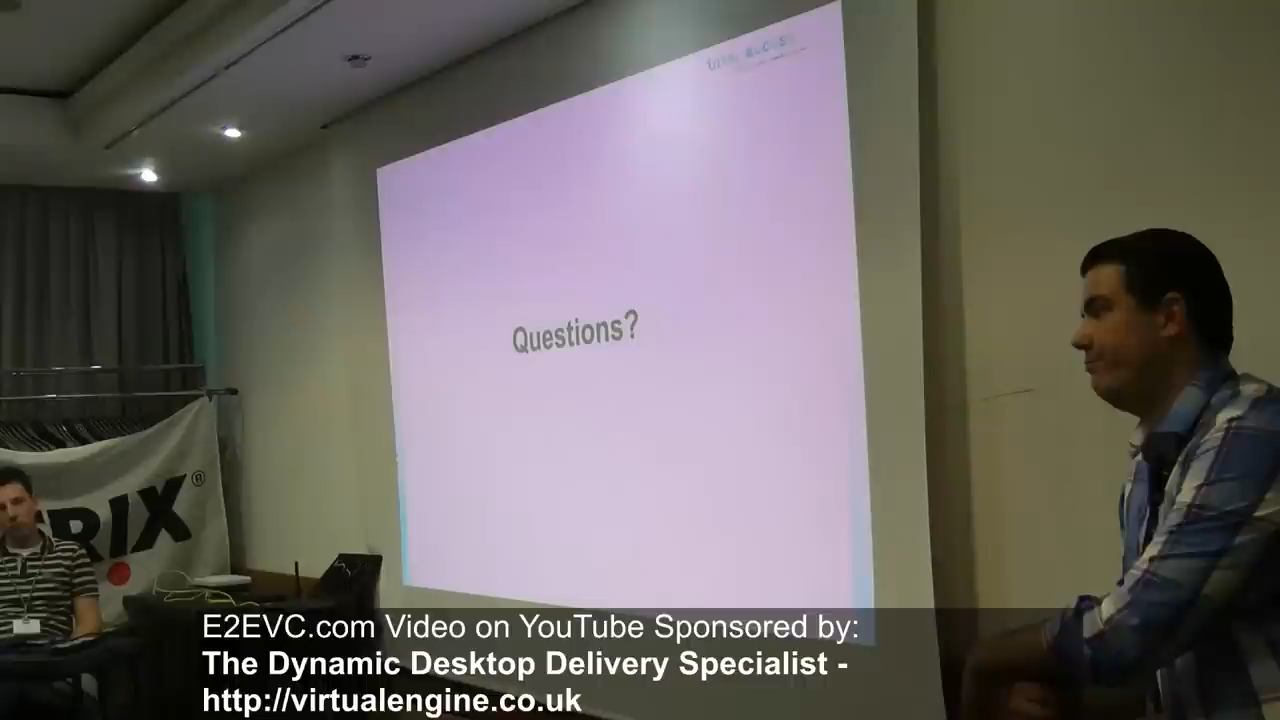 Questions?
RIX®
E2EVC.com Video on YouTube Sponsored by:
The Dynamic Desktop Delivery Specialist -
http://virtualengine.co.uk